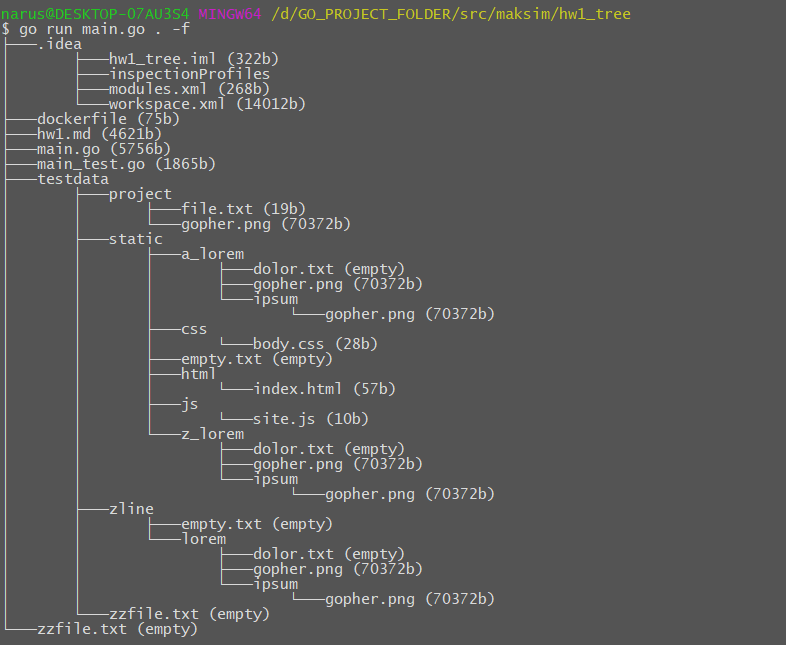 narus@DESKTOP-07AU3S4 MINGW64 /d/GO_PROJECT_FOLDER/src/maksim/hw1_tree
$ go run main.go . -f
├───.idea
│	├───hw1_tree.iml (322b)
│	├───inspectionProfiles
│	├───modules.xml (268b)
│	└───workspace.xml (14012b)
├───dockerfile (75b)
├───hw1.md (4621b)
├───main.go (5756b)
├───main_test.go (1865b)
├───testdata
│	├───project
│	│	├───file.txt (19b)
│	│	└───gopher.png (70372b)
│	├───static
│	│	├───a_lorem
│	│	│	├───dolor.txt (empty)
│	│	│	├───gopher.png (70372b)
│	│	│	└───ipsum
│	│	│		└───gopher.png (70372b)
│	│	├───css
│	│	│	└───body.css (28b)
│	│	├───empty.txt (empty)
│	│	├───html
│	│	│	└───index.html (57b)
│	│	├───js
│	│	│	└───site.js (10b)
│	│	└───z_lorem
│	│		├───dolor.txt (empty)
│	│		├───gopher.png (70372b)
│	│		└───ipsum
│	│			└───gopher.png (70372b)
│	├───zline
│	│	├───empty.txt (empty)
│	│	└───lorem
│	│		├───dolor.txt (empty)
│	│		├───gopher.png (70372b)
│	│		└───ipsum
│	│			└───gopher.png (70372b)
│	└───zzfile.txt (empty)
└───zzfile.txt (empty)